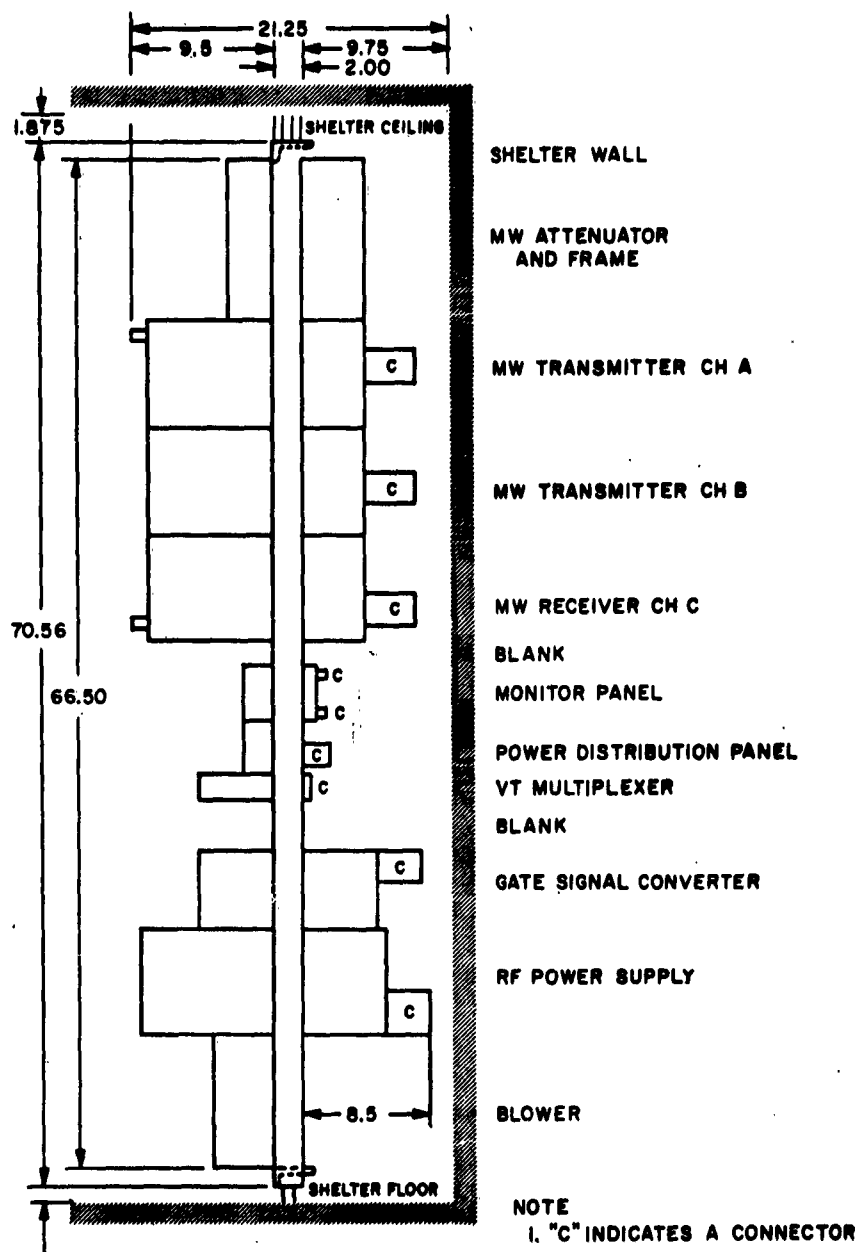 21.25
9.5
9.75
2.00
1.875
SHELTER CEILING
SHELTER WALL
MW ATTENUATOR
AND FRAME
C
MW TRANSMITTER CH A
C
MW TRANSMITTER CH B
C
MW RECEIVER CH C
70.56
66.50
BLANK
C
MONITOR PANEL
C
C
POWER DISTRIBUTION PANEL
C
VT MULTIPLEXER
BLANK
C
GATE SIGNAL CONVERTER
RF POWER SUPPLY
C
8.5
BLOWER
SHELTER FLOOR
NOTE
1. "C" INDICATES A CONNECTOR